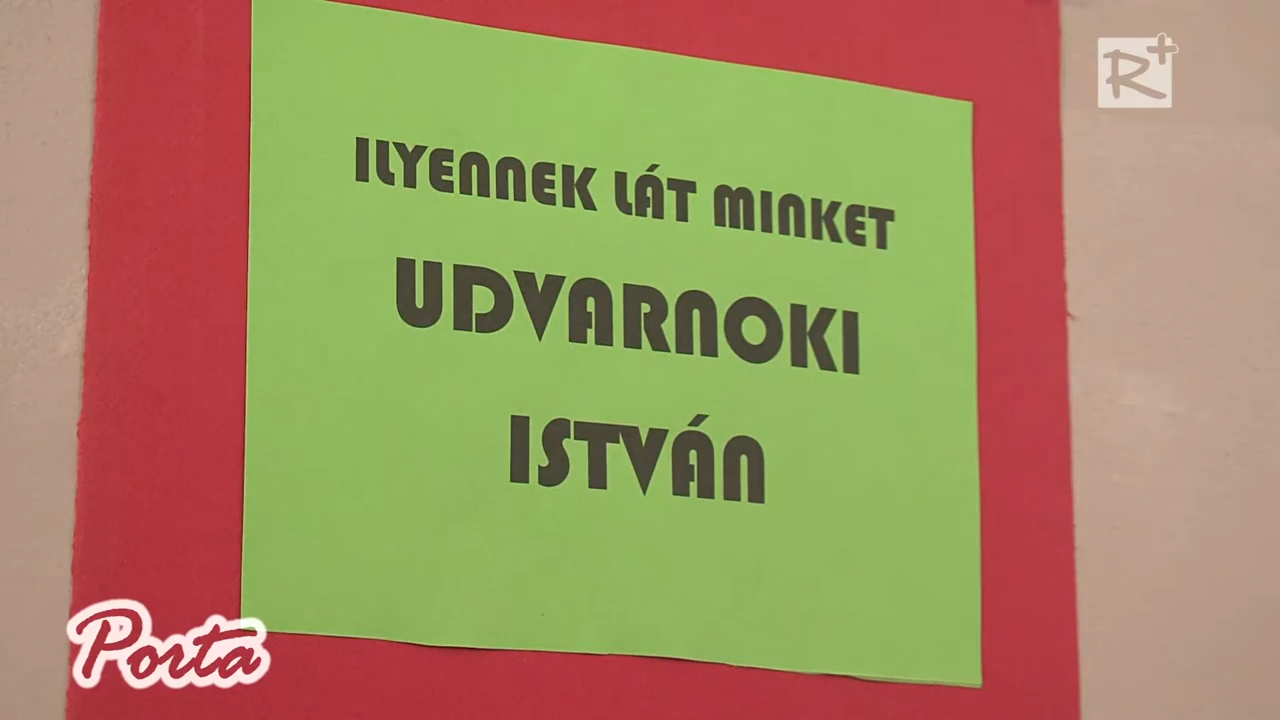 R+
ILYENNEK LÁT MINKET
UDVARNOKI
ISTVÁN
Porta